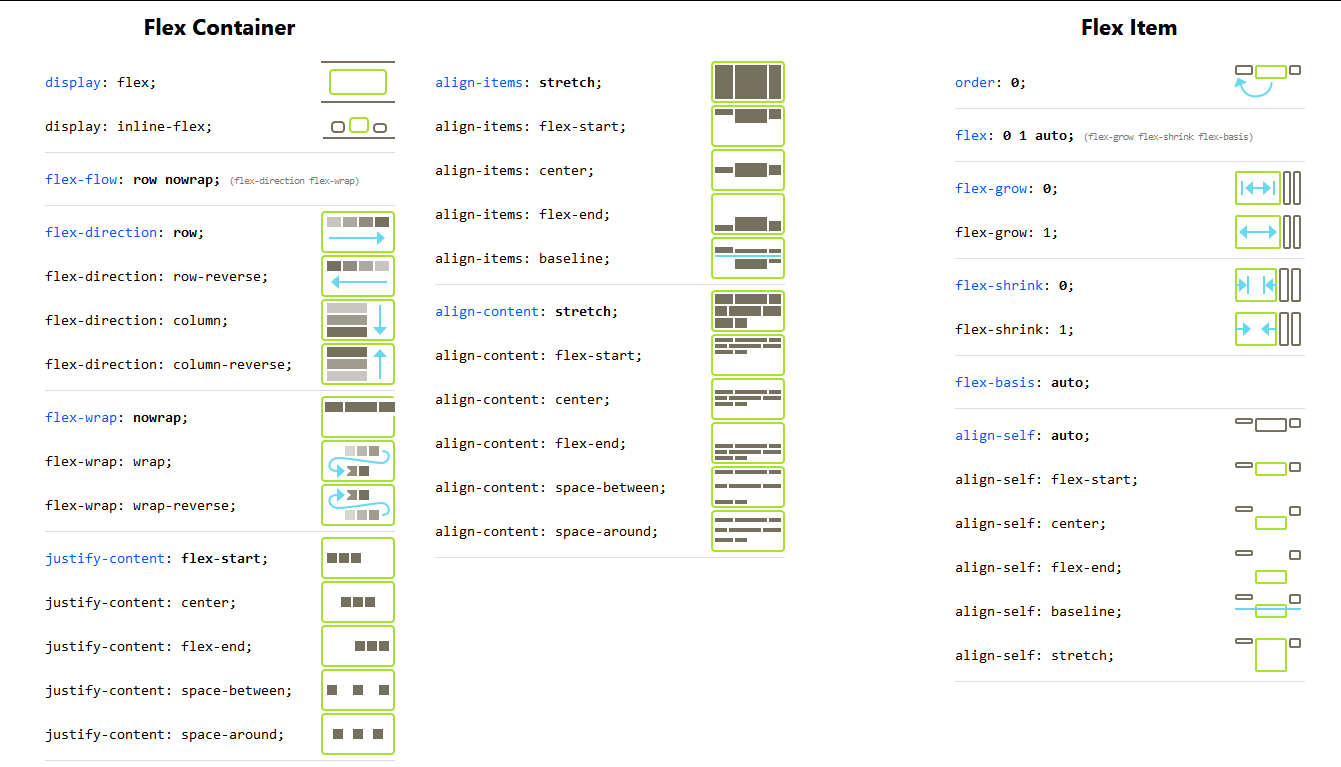 Flex Container
display: flex;
display: inline-flex;
flex-flow: row nowrap; (flex-direction flex-wrap)
flex-direction: row;
flex-direction: row-reverse;
flex-direction: column;
flex-direction: column-reverse;
flex-wrap: nowrap;
flex-wrap: wrap;
flex-wrap: wrap-reverse;
justify-content: flex-start;
justify-content: center;
justify-content: flex-end;
justify-content: space-between;
justify-content: space-around;
align-items: stretch;
align-items: flex-start;
align-items: center;
align-items: flex-end;
align-items: baseline;
align-content: stretch;
align-content: flex-start;
align-content: center;
align-content: flex-end;
align-content: space-between;
align-content: space-around;
Flex Item
order: 0;
flex: 0 1 auto; (flex-grow flex-shrink flex-basis)
flex-grow: 0;
flex-grow: 1;
flex-shrink: 0;
flex-shrink: 1;
flex-basis: auto;
align-self: auto;
align-self: flex-start;
align-self: center;
align-self: flex-end;
align-self: baseline;
align-self: stretch;